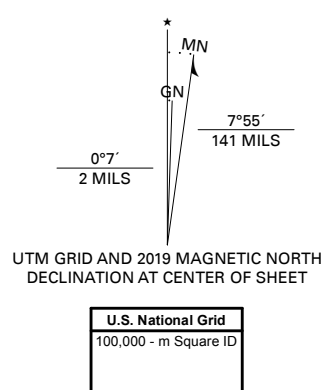 ★
MN
GN
7°55´
141 MILS
0°7´
2 MILS
UTM GRID AND 2019 MAGNETIC NORTH
DECLINATION AT CENTER OF SHEET
U.S. National Grid
100,000 - m Square ID